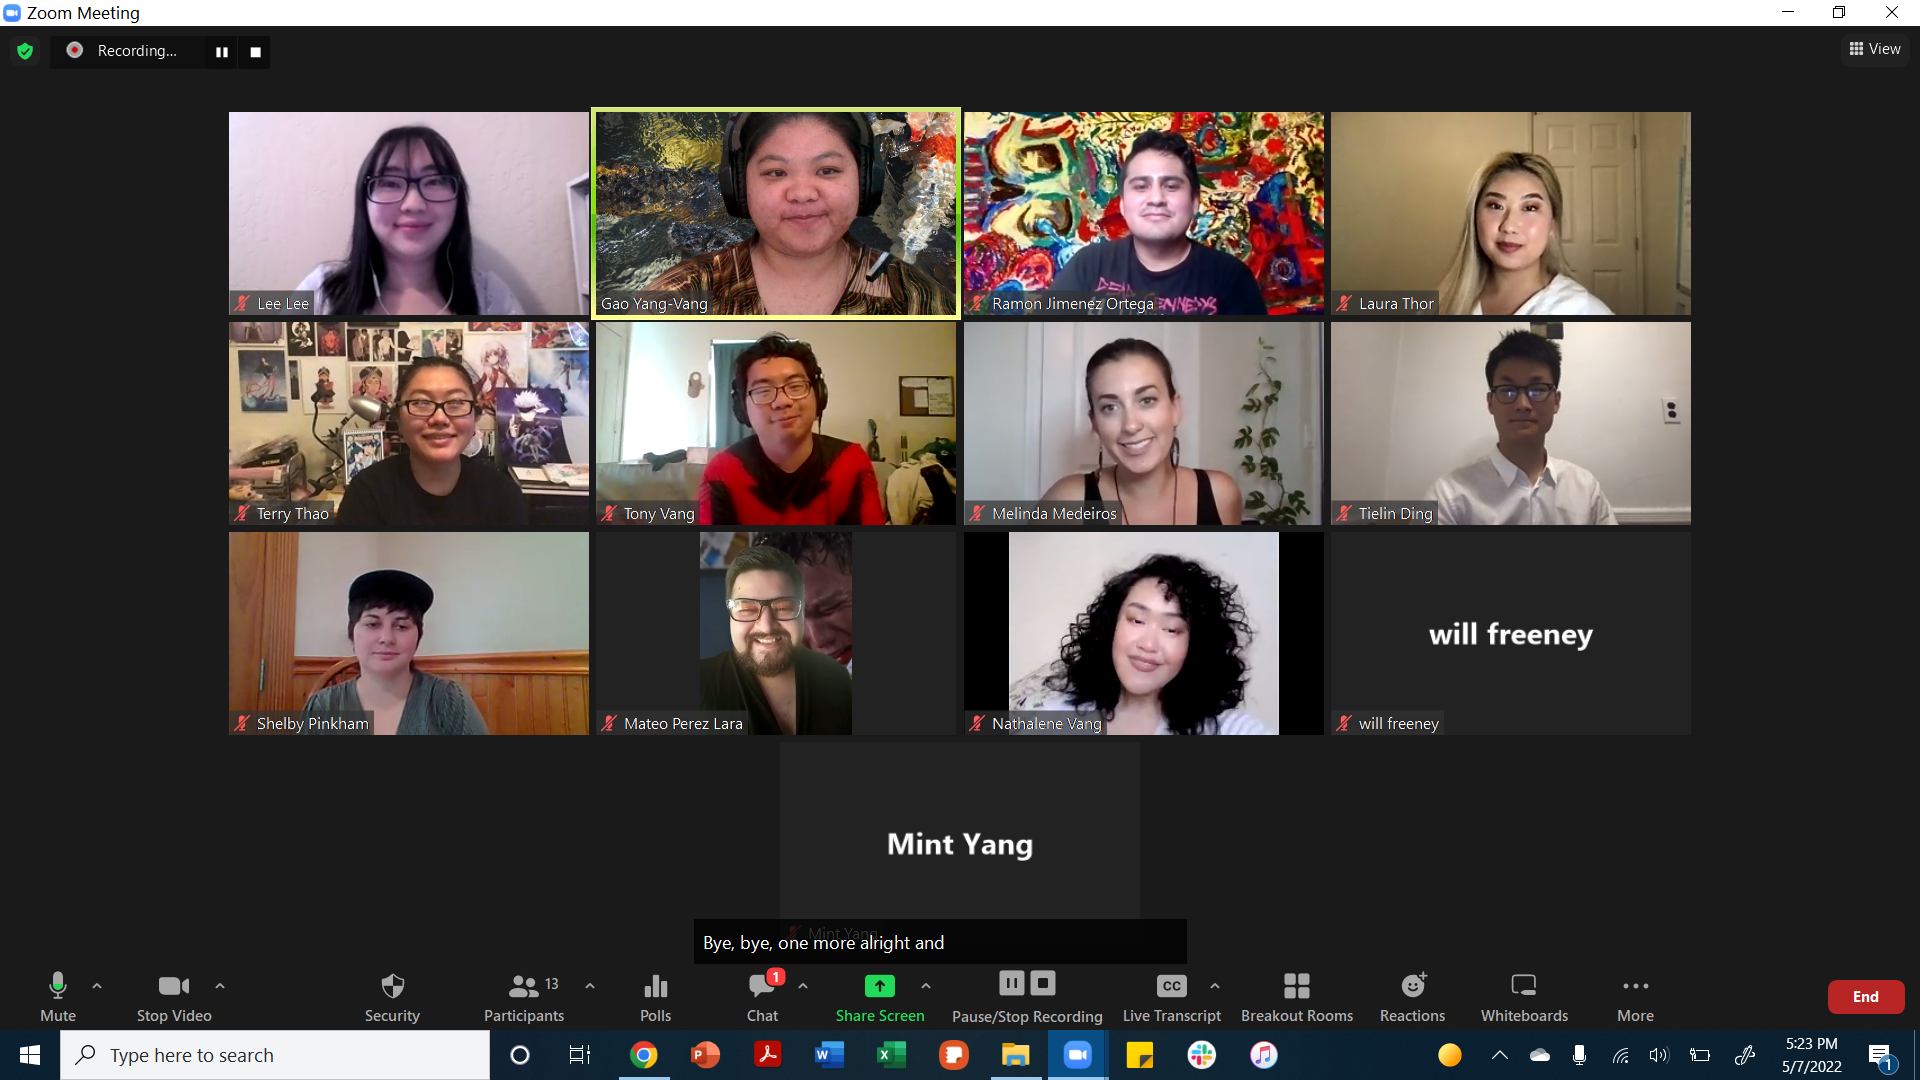 Zoom Meeting
Recording...
View
Lee Lee
Gao Yang-Vang
Ramon Jimenez Ortega
Laura Thor
Terry Thao
Tony Vang
Melinda Medeiros
Tielin Ding
Shelby Pinkham
Mateo Perez Lara
Nathalene Vang
will freeney
will freeney
Mint Yang
Mint Yang
Bye, bye, one more alright and
Mute
Stop Video
Security
13
Participants
Polls
1
Chat
Share Screen
Pause/Stop Recording
CC
Live Transcript
Breakout Rooms
Reactions
Whiteboards
More
End
Type here to search
5:23 PM
5/7/2022
1